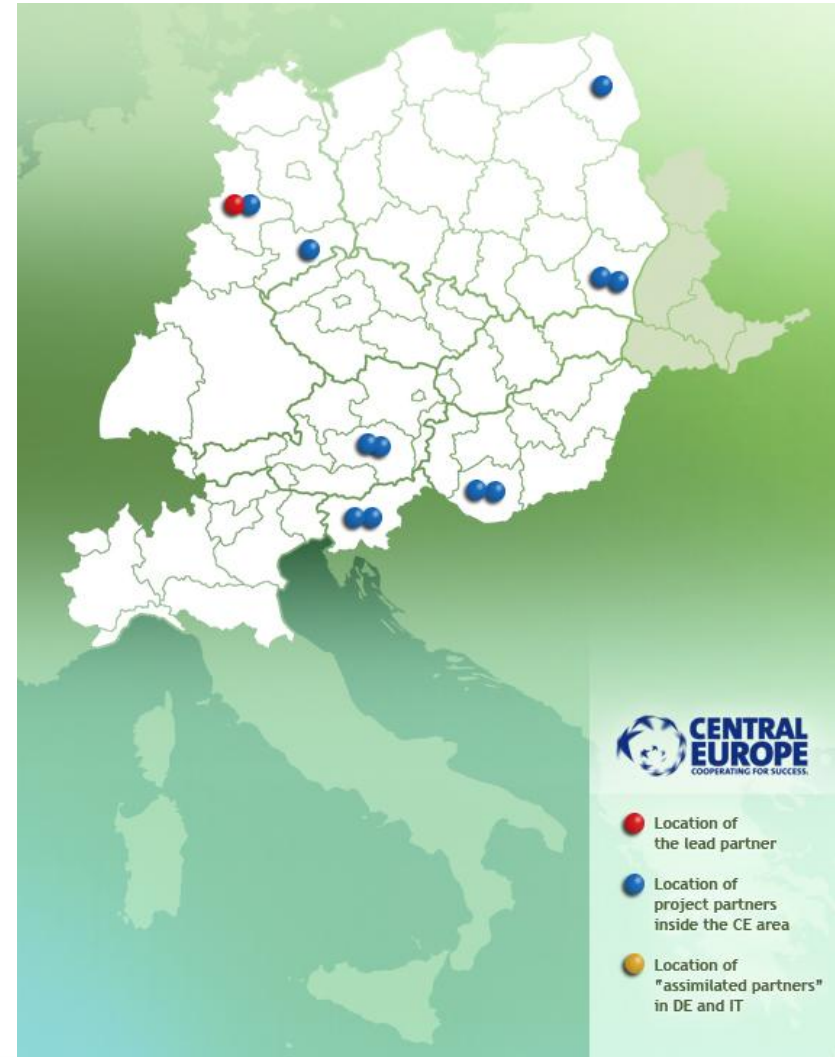 CENTRAL
EUROPE
COOPERATING FOR SUCCESS.
Location of
the lead partner
Location of
project partners
inside the CE area
Location of
"assimilated partners"
in DE and IT